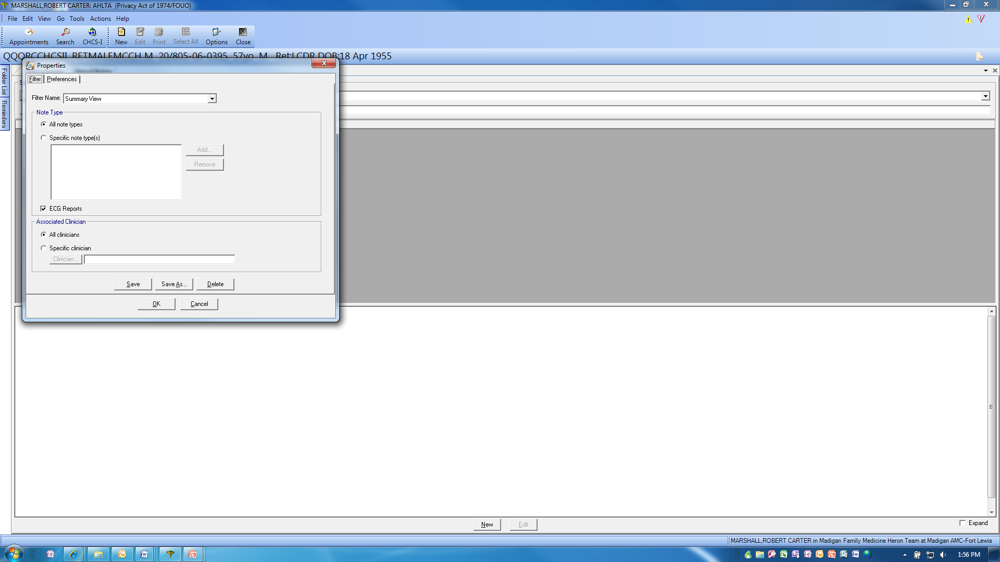 MARSHALL,ROBERT CARTER: AHLTA (Privacy Act of 1974/FOUO)
File Edit View Go Tools Actions Help
Appointments Search CHCS-I New Edit Print Select All Options Close
QQQRCCHCSII, RETMALEMCCH M 20/805-06-0395 57yo M Ret:LCDR DOB:18 Apr 1955
Folder List
Reminders
Properties
Filter Preferences
Filter Name: Summary View
Note Type
All note types
Specific note type(s)
Add...
Remove
ECG Reports
Associated Clinician
All clinicians
Specific clinician
Clinician...
Save Save As... Delete
OK Cancel
New Edit
Expand
MARSHALL,ROBERT CARTER in Madigan Family Medicine Heron Team at Madigan AMC-Fort Lewis
1:56 PM